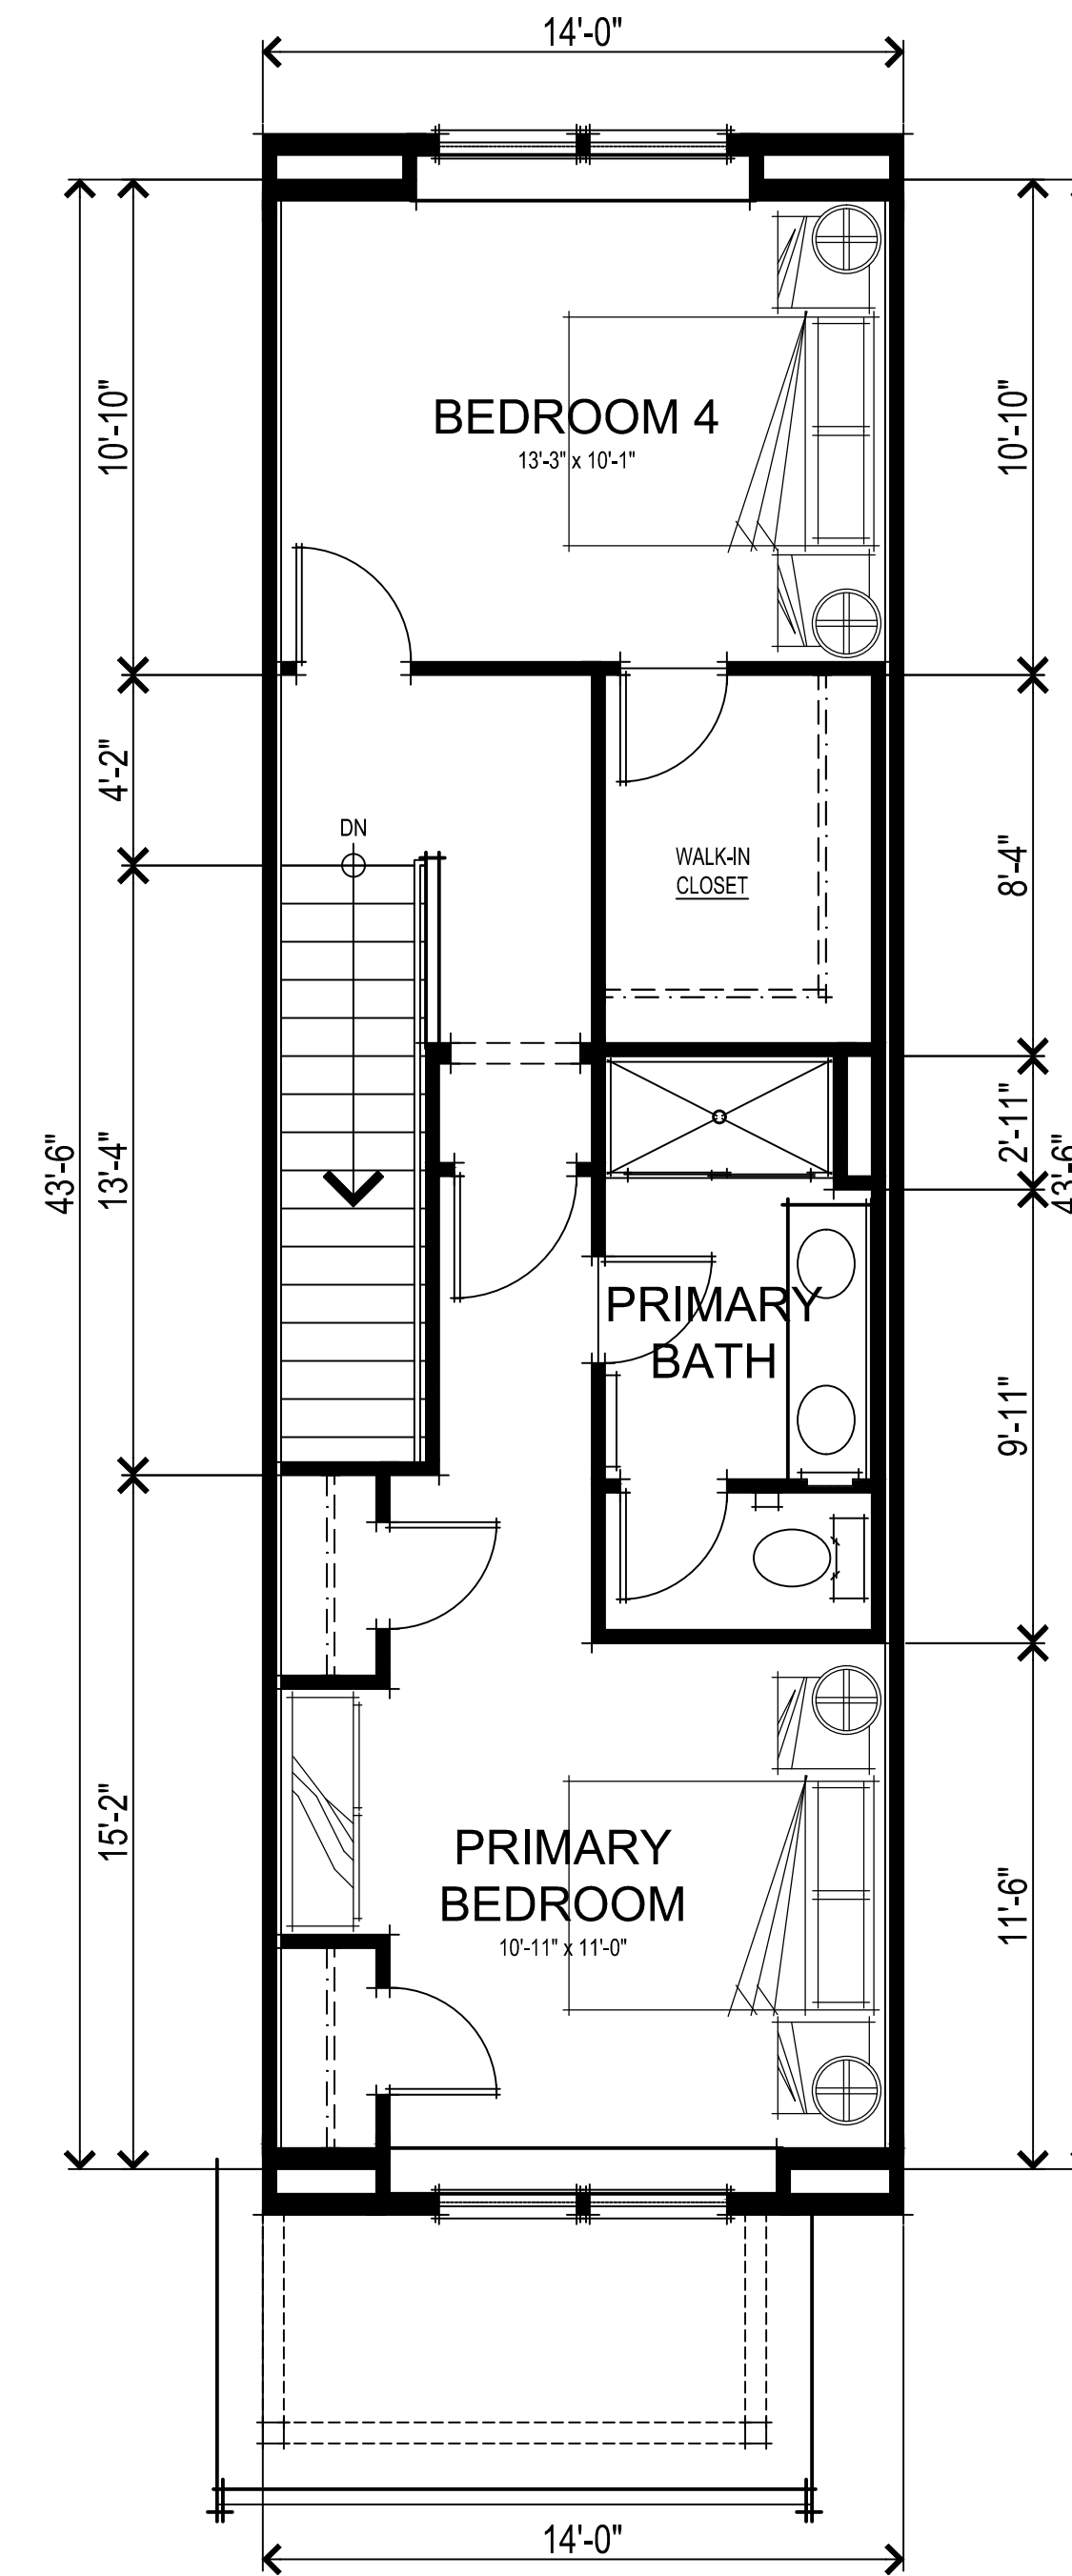 14'-0"
10'-10"
10'-10"
BEDROOM 4
13'-3" x 10'-1"
4'-2"
DN
WALK-IN
CLOSET
8'-4"
2'-11"
43'-6"
13'-4"
43'-6"
PRIMARY
BATH
9'-11"
15'-2"
PRIMARY
BEDROOM
10'-11" x 11'-0"
11'-6"
14'-0"